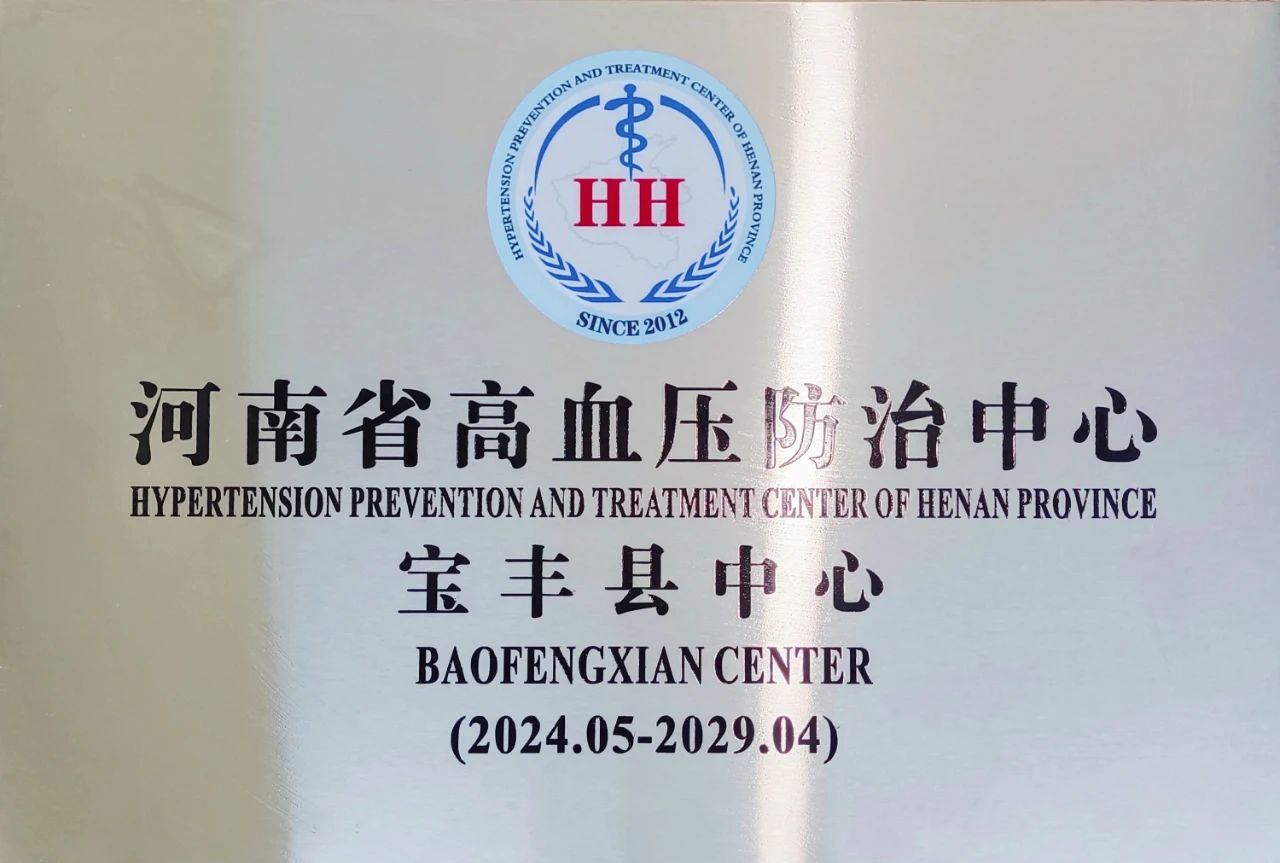 HYPERTENSION PREVENTION AND TREATMENT CENTER OF HENAN PROVINCE
HH
SINCE 2012
河南省高血压防治中心
HYPERTENSION PREVENTION AND TREATMENT CENTER OF HENAN PROVINCE
宝丰县中心
BAOFENGXIAN CENTER
(2024.05-2029.04)